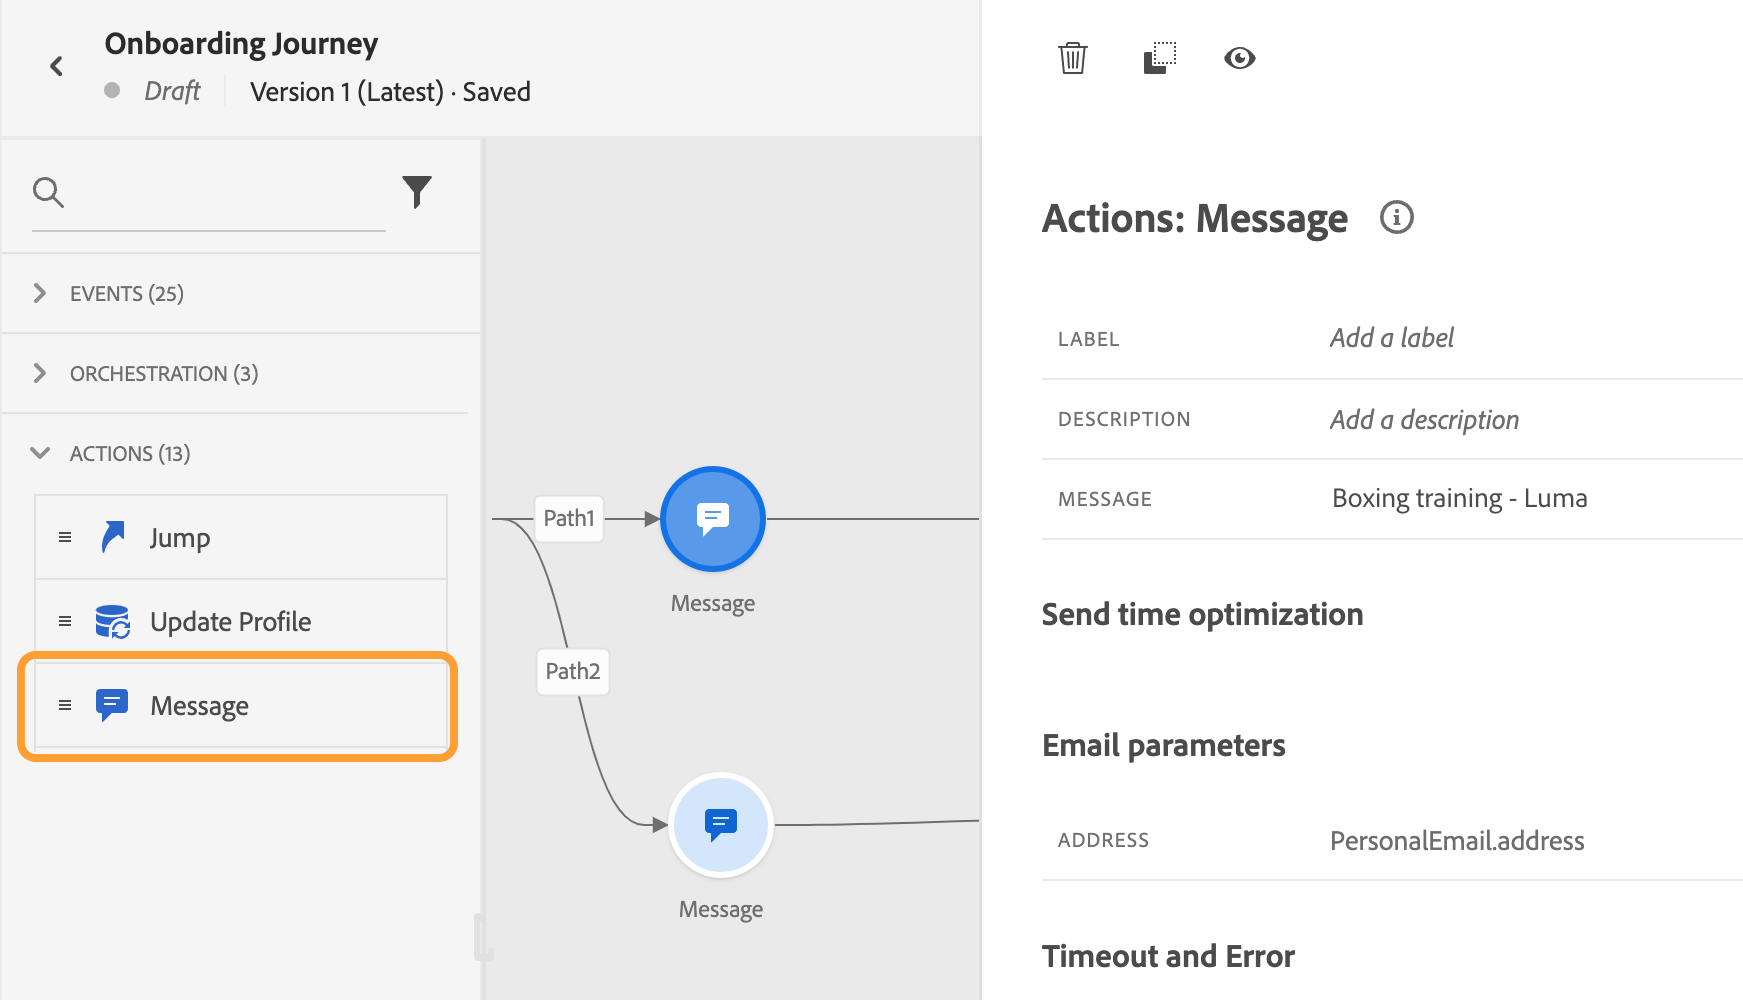 Onboarding Journey
Draft
Version 1 (Latest) · Saved
EVENTS (25)
ORCHESTRATION (3)
ACTIONS (13)
Jump
Update Profile
Message
Path1
Message
Path2
Message
Actions: Message
LABEL Add a label
DESCRIPTION Add a description
MESSAGE Boxing training - Luma
Send time optimization
Email parameters
ADDRESS PersonalEmail.address
Timeout and Error